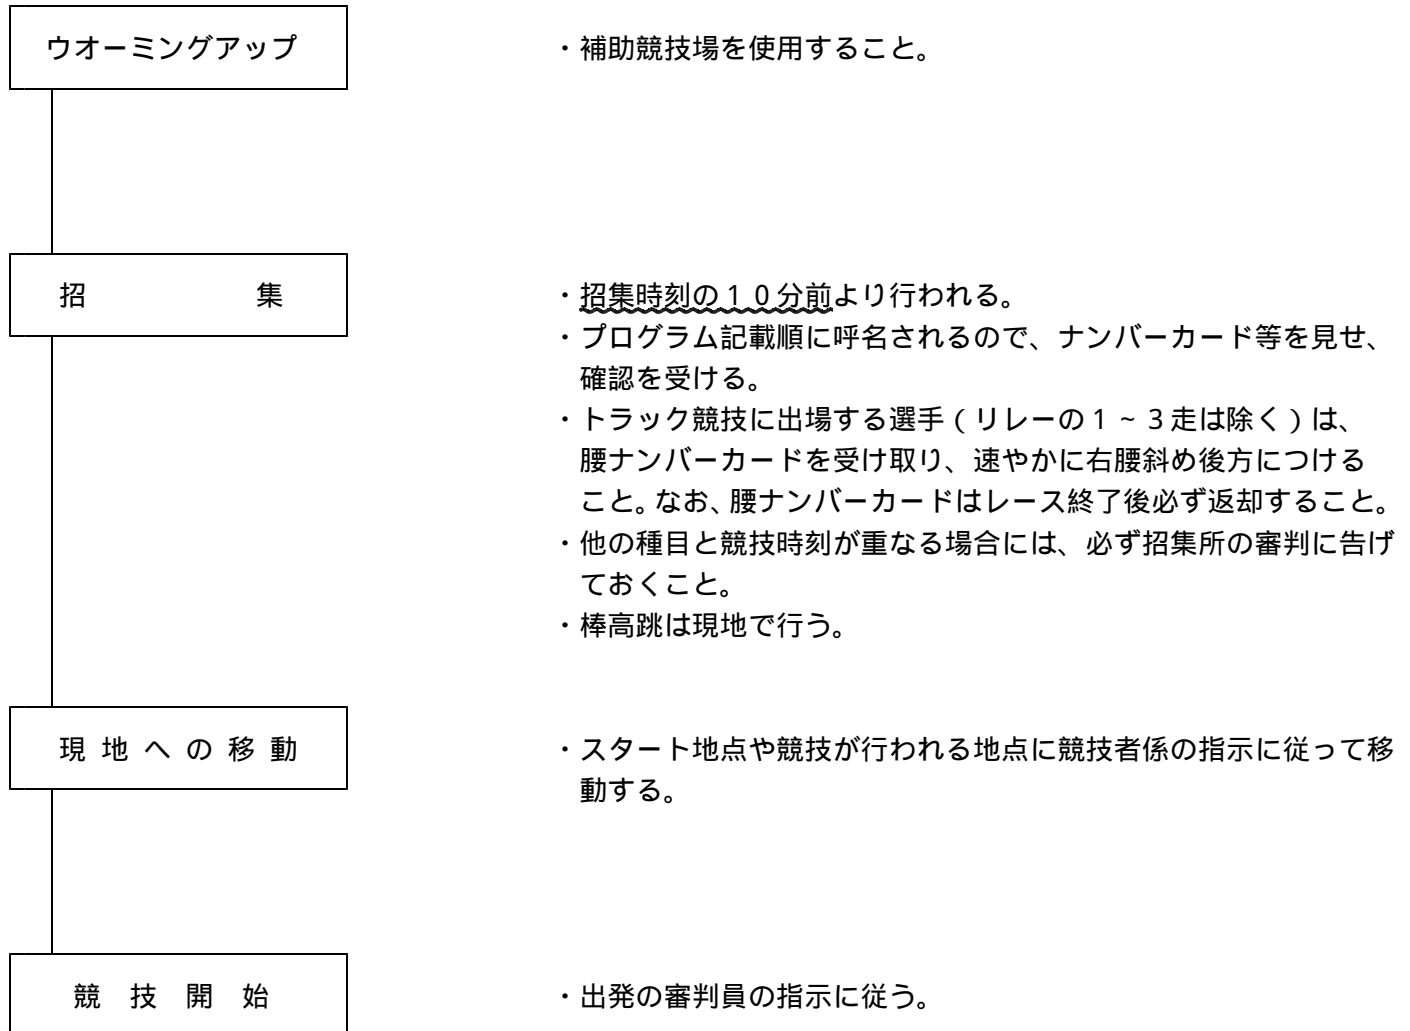 ウオーミングアップ
・補助競技場を使用すること。
招　　　　　　集
・招集時刻の１０分前より行われる。
・プログラム記載順に呼名されるので、ナンバーカード等を見せ、
確認を受ける。
・トラック競技に出場する選手（リレーの１～３走は除く）は、
腰ナンバーカードを受け取り、速やかに右腰斜め後方につける
こと。なお、腰ナンバーカードはレース終了後必ず返却すること。
・他の種目と競技時刻が重なる場合には、必ず招集所の審判に告げ
ておくこと。
・棒高跳は現地で行う。
現 地 へ の 移 動
・スタート地点や競技が行われる地点に競技者係の指示に従って移
動する。
競　技　開　始
・出発の審判員の指示に従う。